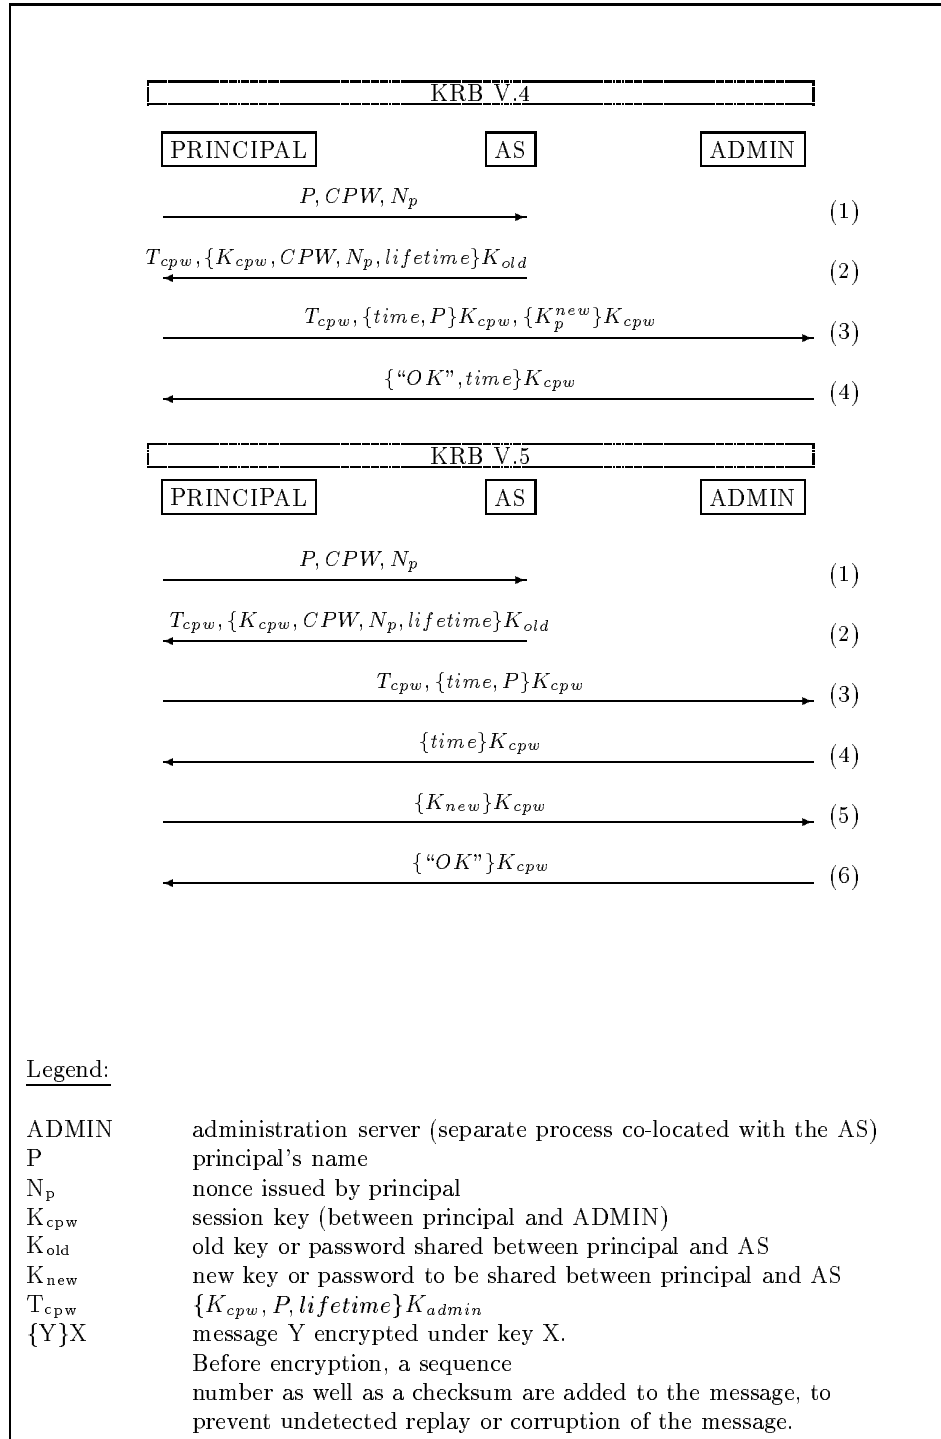 KRB V.4
PRINCIPAL AS ADMIN
P, CPW, N_p (1)
T_cpw, {K_cpw, CPW, N_p, lifetime}K_old (2)
T_cpw, {time, P}K_cpw, {K_p^new}K_cpw (3)
{“OK”, time}K_cpw (4)
KRB V.5
PRINCIPAL AS ADMIN
P, CPW, N_p (1)
T_cpw, {K_cpw, CPW, N_p, lifetime}K_old (2)
T_cpw, {time, P}K_cpw (3)
{time}K_cpw (4)
{K_new}K_cpw (5)
{“OK”}K_cpw (6)
Legend:
ADMIN administration server (separate process co-located with the AS)
P principal's name
N_p nonce issued by principal
K_cpw session key (between principal and ADMIN)
K_old old key or password shared between principal and AS
K_new new key or password to be shared between principal and AS
T_cpw {K_cpw, P, lifetime}K_admin
{Y}X message Y encrypted under key X.
Before encryption, a sequence
number as well as a checksum are added to the message, to
prevent undetected replay or corruption of the message.